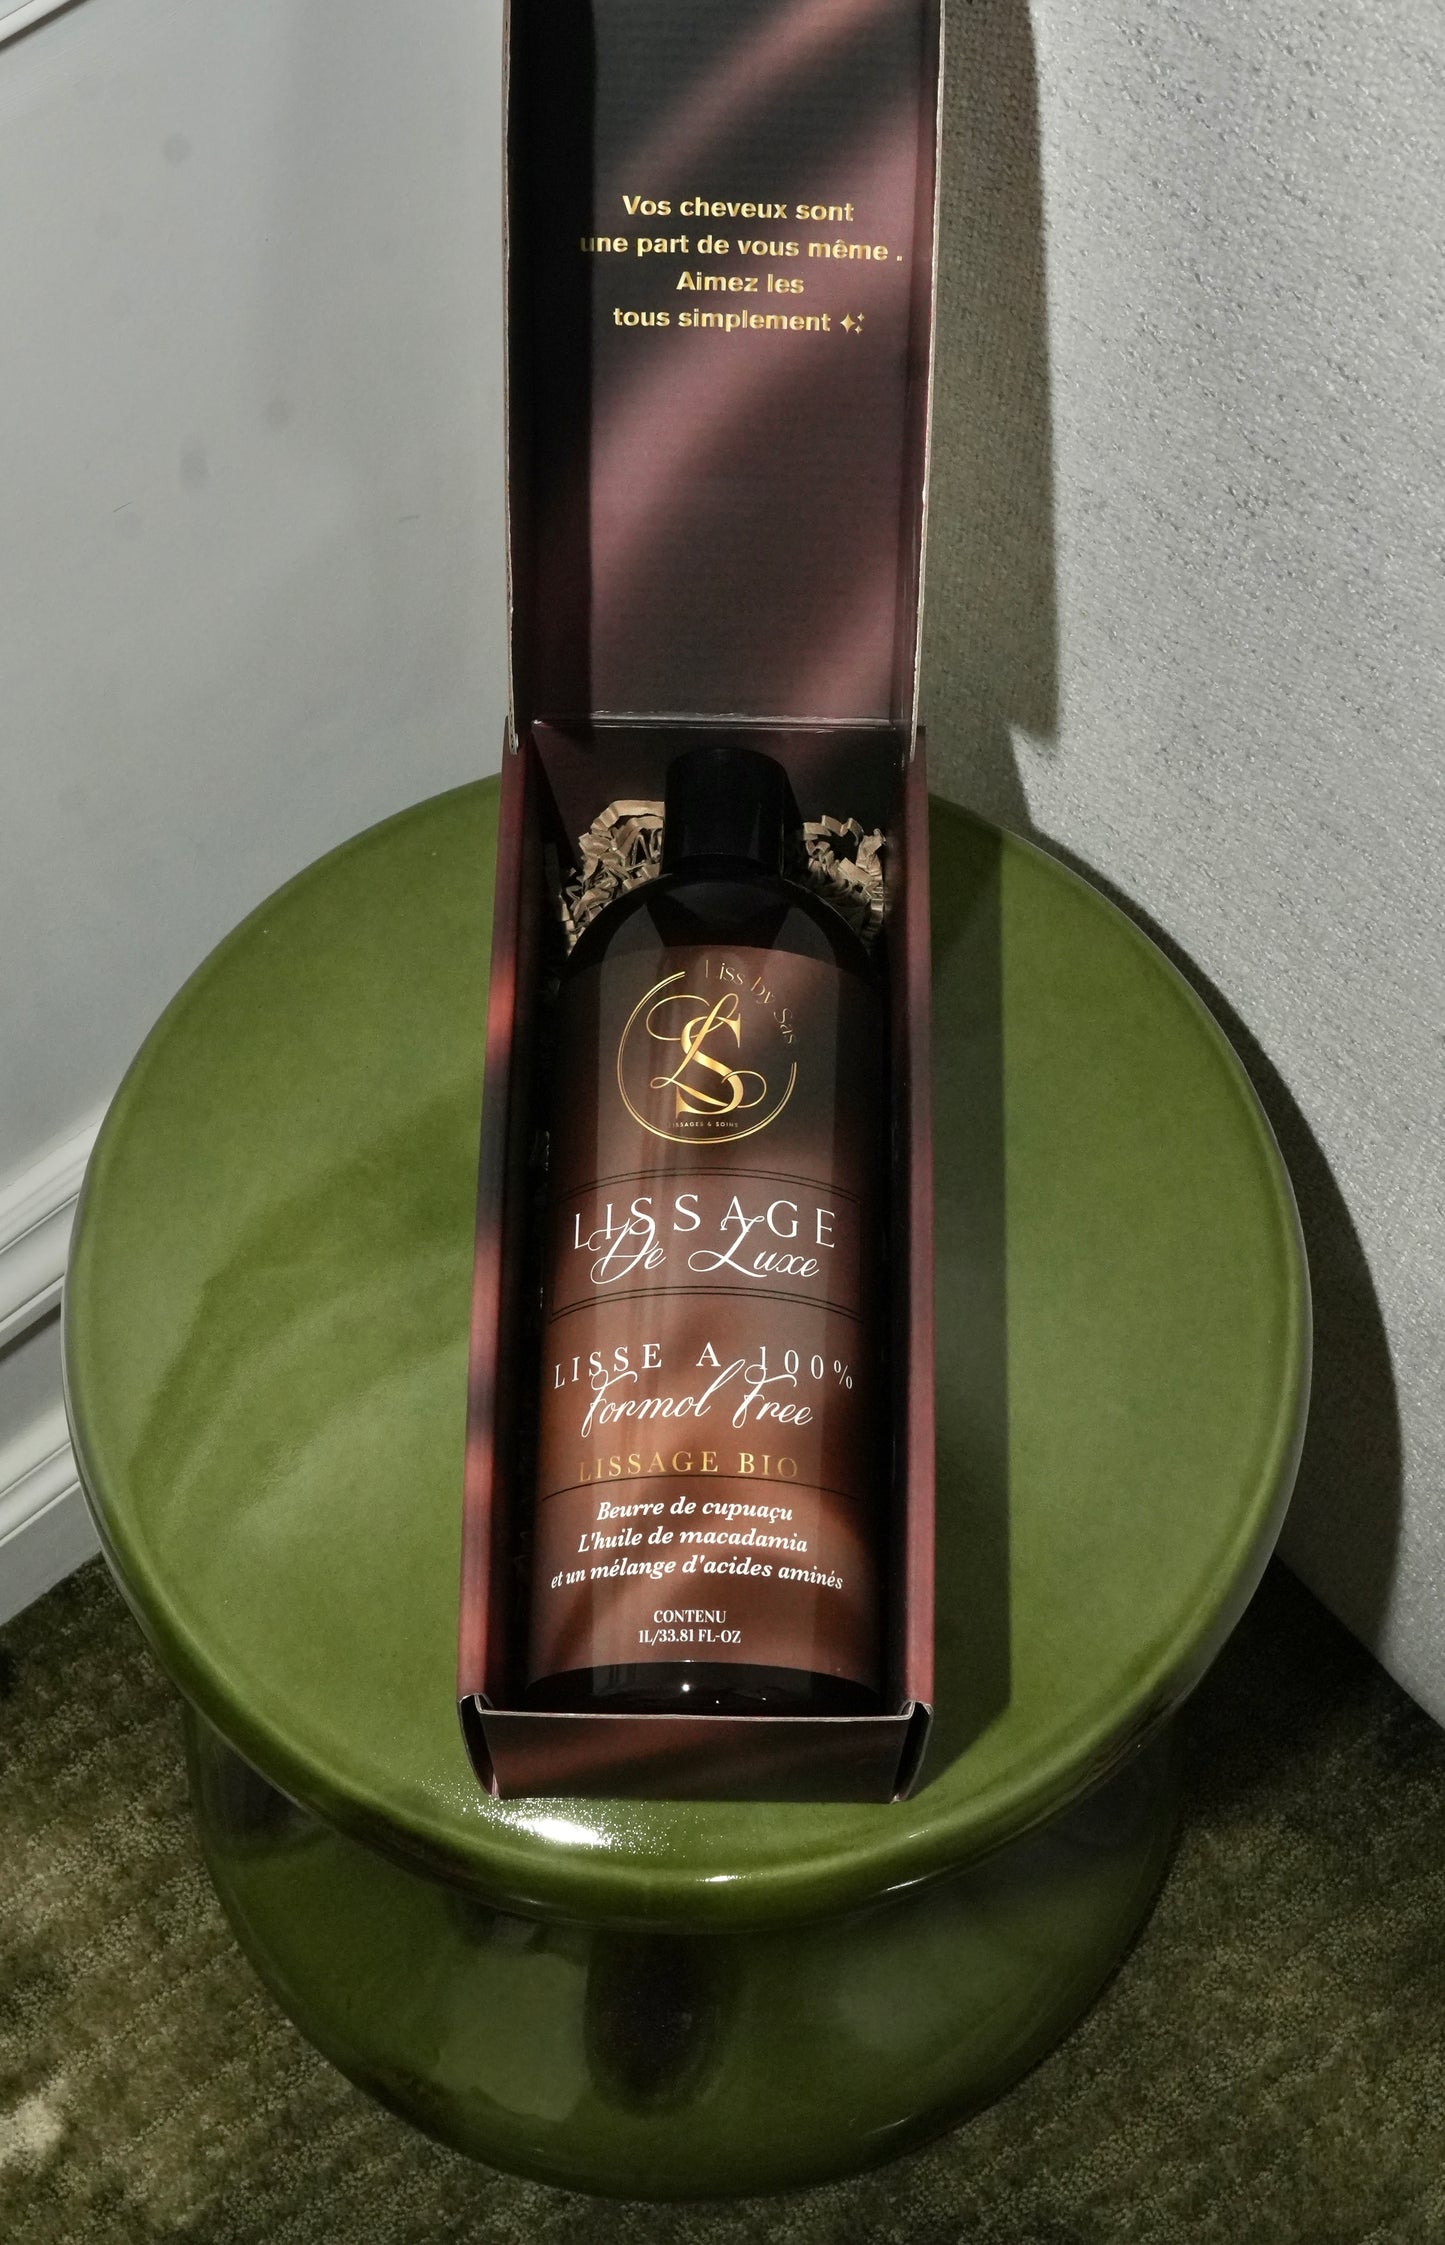 Vos cheveux sont
une part de vous même .
Aimez les
tous simplement
Liss by Sas
LS
LISSAGES & SOINS
LISSAGE
De Luxe
LISSE A 100%
Formol Free
LISSAGE BIO
Beurre de cupuaçu
L'huile de macadamia
et un mélange d'acides aminés
CONTENU
1L/33.81 FL-OZ